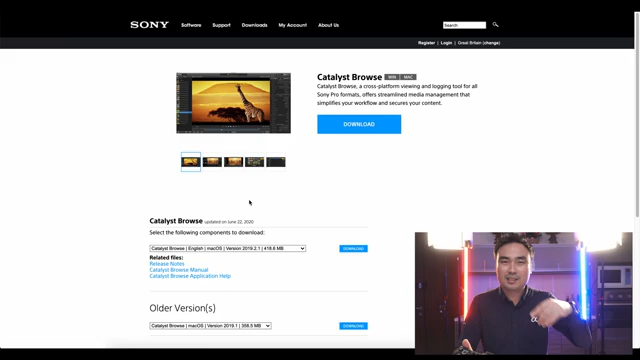 SONY
Software Support Downloads My Account About Us
Search
Register | Login | Great Britain (change)
Catalyst Browse WIN MAC
Catalyst Browse, a cross-platform viewing and logging tool for all
Sony Pro formats, offers streamlined media management that
simplifies your workflow and secures your content.
DOWNLOAD
Catalyst Browse updated on June 22, 2020
Select the following components to download:
Catalyst Browse | English | macOS | Version 2019.2.1 | 418.6 MB
DOWNLOAD
Related files:
Release Notes
Catalyst Browse Manual
Catalyst Browse Application Help
Older Version(s)
Catalyst Browse | macOS | Version 2019.1 | 358.8 MB
DOWNLOAD